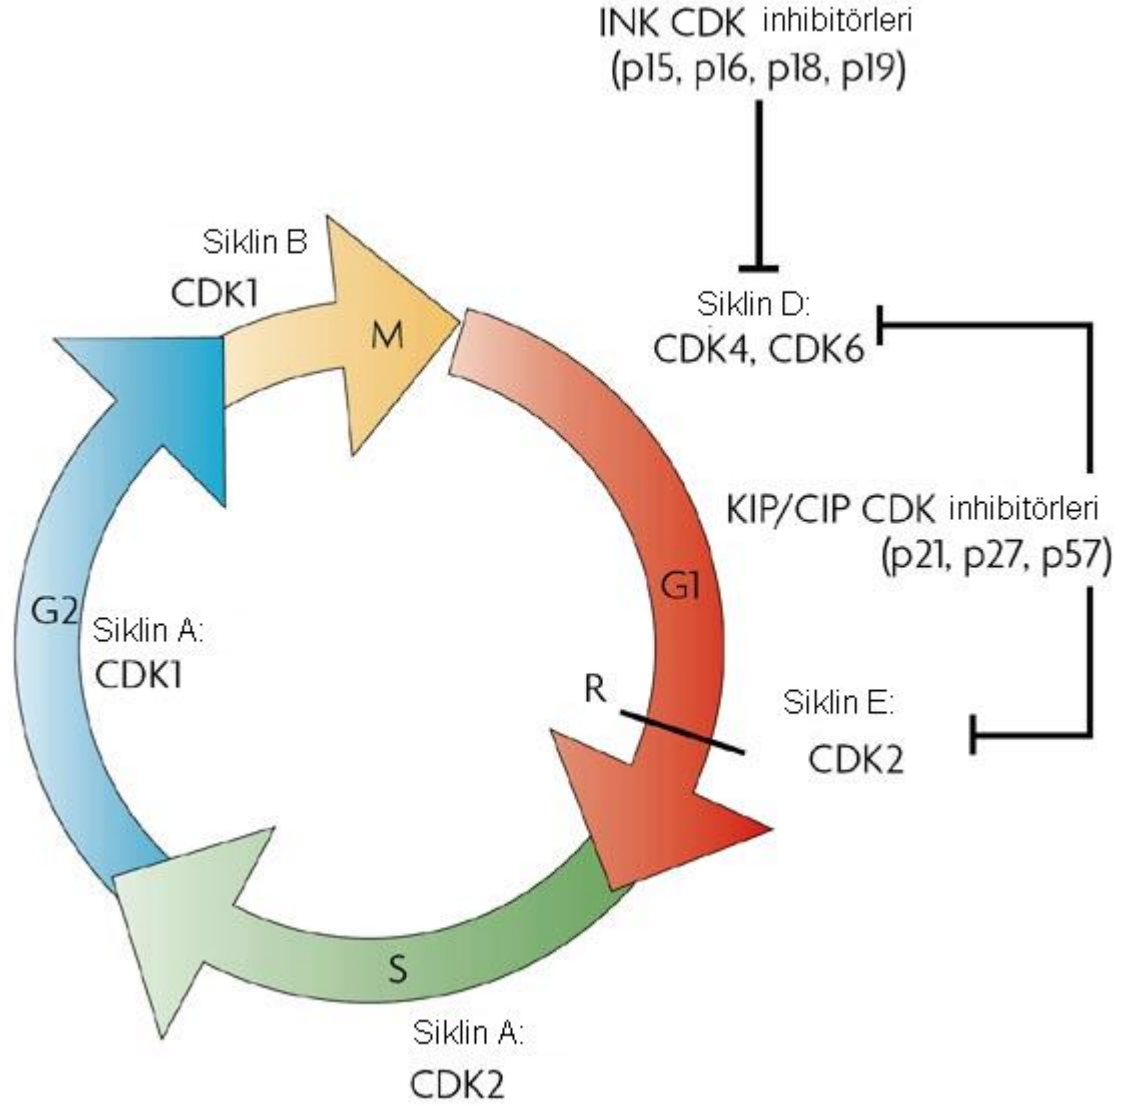 INK CDK inhibitörleri
(p15, p16, p18, p19)
Siklin B
CDK1
M
Siklin D:
CDK4, CDK6
KIP/CIP CDK inhibitörleri
(p21, p27, p57)
G1
G2
Siklin A:
CDK1
R
Siklin E:
CDK2
S
Siklin A:
CDK2